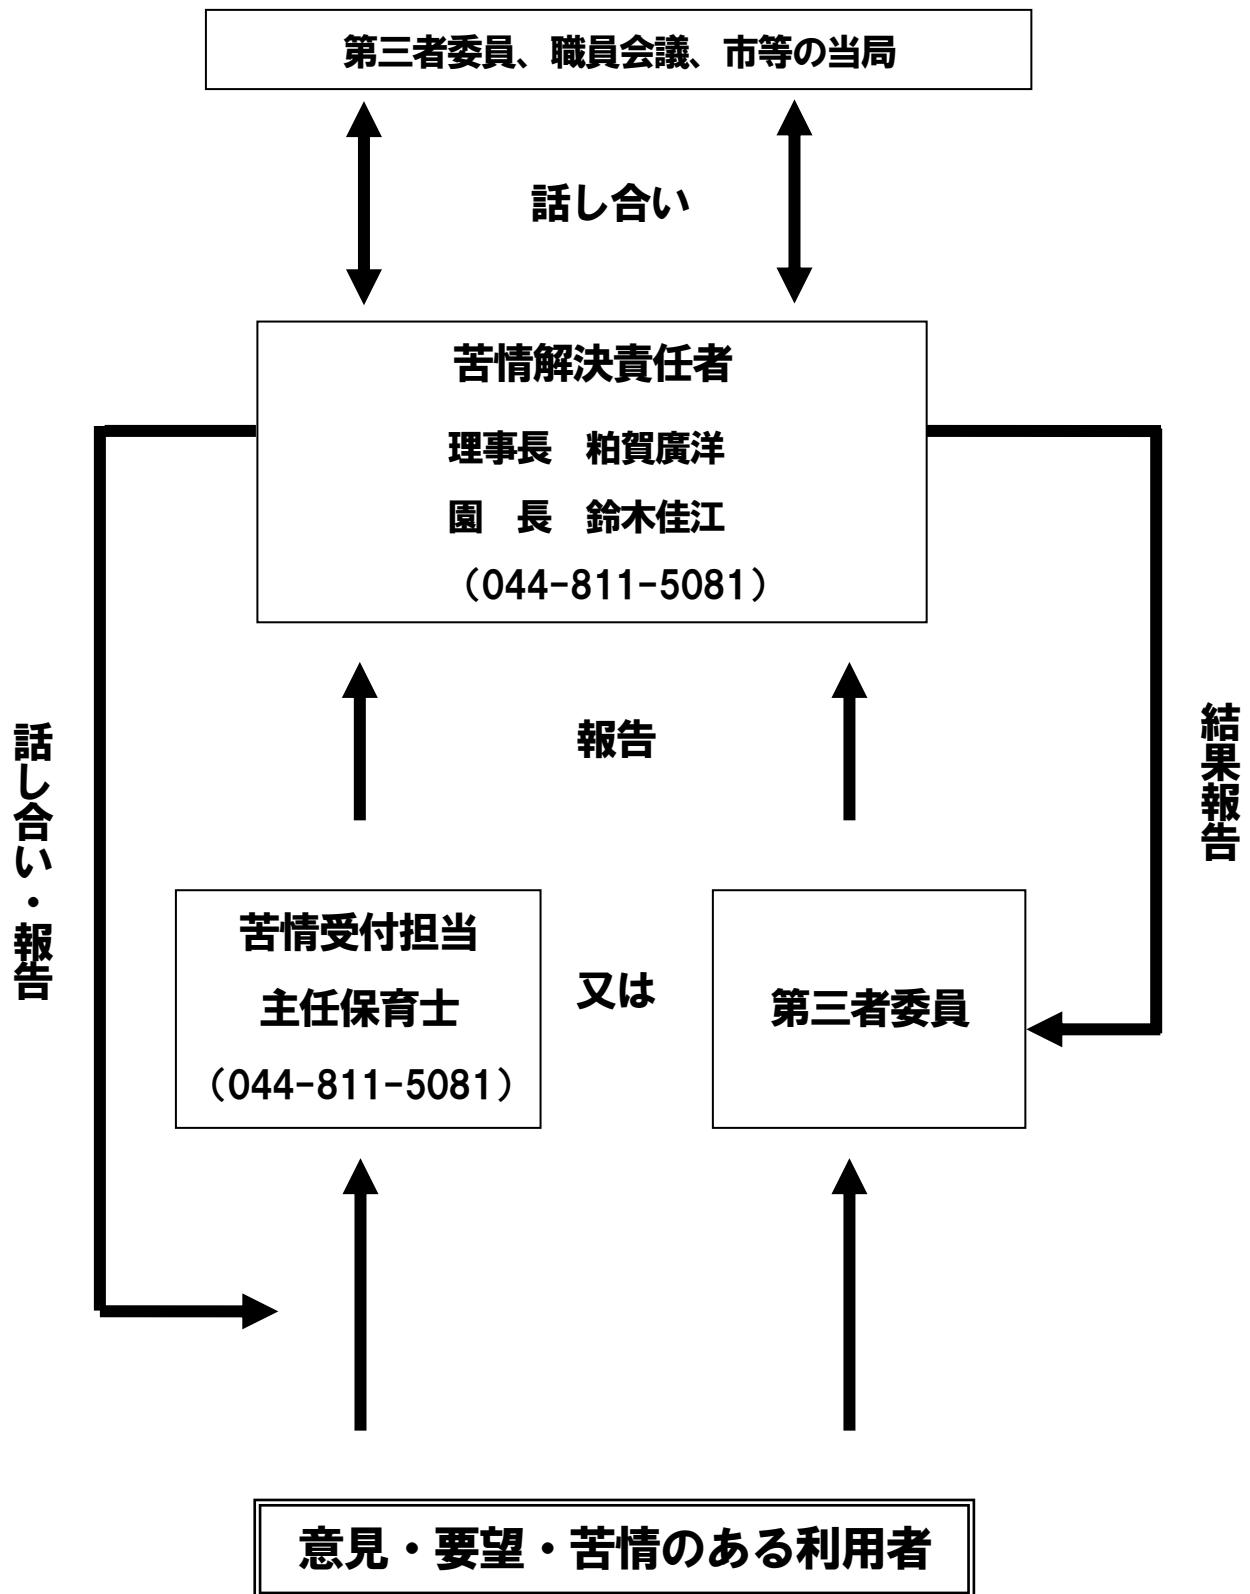 第三者委員、職員会議、市等の当局
話し合い
苦情解決責任者
理事長　粕賀廣洋
園　長　鈴木佳江
（044-811-5081）
話し合い・報告
報告
結果報告
苦情受付担当
主任保育士
（044-811-5081）
又は
第三者委員
意見・要望・苦情のある利用者